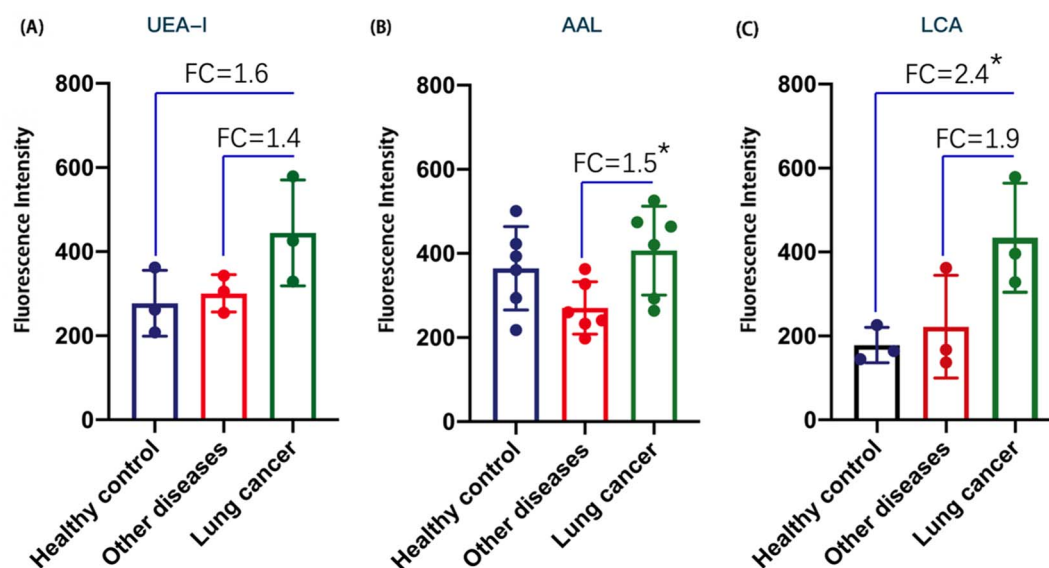 (A) UEA-I
FC=1.6
FC=1.4
Fluorescence Intensity
800
600
400
200
0
Healthy control
Other diseases
Lung cancer
(B) AAL
FC=1.5*
Fluorescence Intensity
800
600
400
200
0
Healthy control
Other diseases
Lung cancer
(C) LCA
FC=2.4*
FC=1.9
Fluorescence Intensity
800
600
400
200
0
Healthy control
Other diseases
Lung cancer